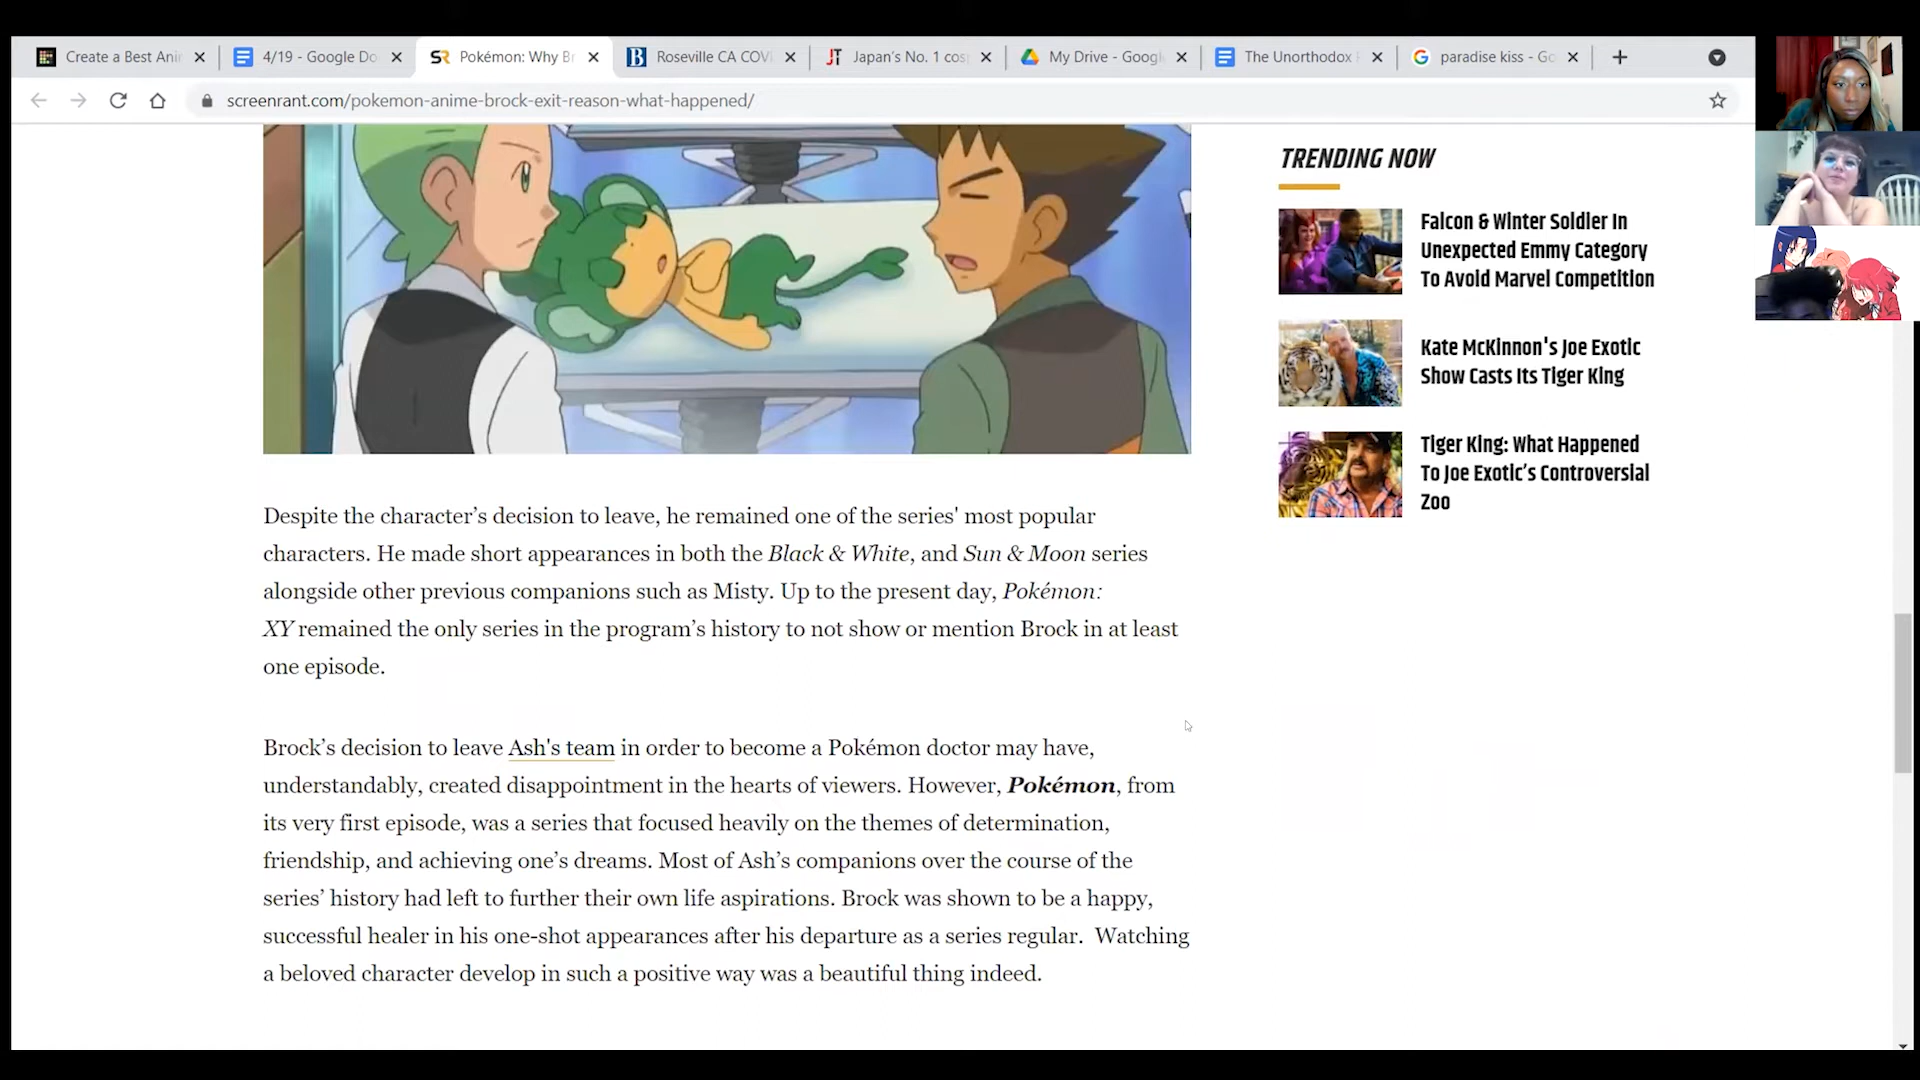 Create a Best Ani
4/19 - Google Do
Pokémon: Why Br
Roseville CA COVI
Japan's No. 1 cos
My Drive - Googl
The Unorthodox
paradise kiss - Go
screenrant.com/pokemon-anime-brock-exit-reason-what-happened/
TRENDING NOW
Falcon & Winter Soldier In
Unexpected Emmy Category
To Avoid Marvel Competition
Kate McKinnon's Joe Exotic
Show Casts Its Tiger King
Tiger King: What Happened
To Joe Exotic's Controversial
Zoo
Despite the character's decision to leave, he remained one of the series' most popular
characters. He made short appearances in both the Black & White, and Sun & Moon series
alongside other previous companions such as Misty. Up to the present day, Pokémon:
XY remained the only series in the program's history to not show or mention Brock in at least
one episode.
Brock's decision to leave Ash's team in order to become a Pokémon doctor may have,
understandably, created disappointment in the hearts of viewers. However, Pokémon, from
its very first episode, was a series that focused heavily on the themes of determination,
friendship, and achieving one's dreams. Most of Ash's companions over the course of the
series' history had left to further their own life aspirations. Brock was shown to be a happy,
successful healer in his one-shot appearances after his departure as a series regular. Watching
a beloved character develop in such a positive way was a beautiful thing indeed.